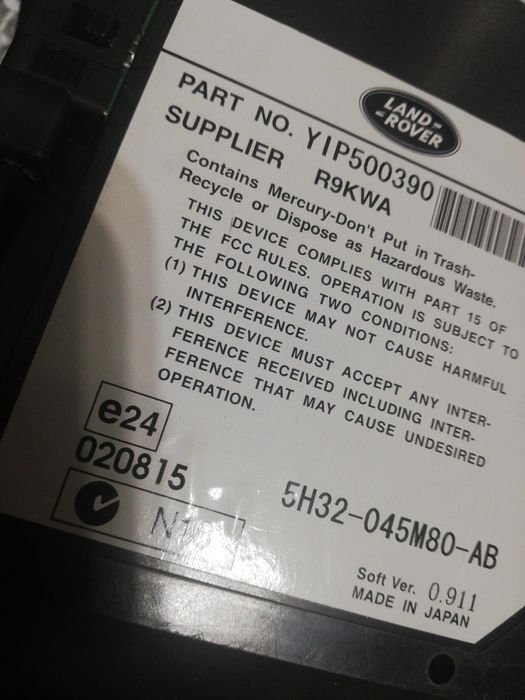 LAND-
-ROVER
PART NO. YIP500390
SUPPLIER R9KWA
Contains Mercury-Don't Put in Trash-
Recycle or Dispose as Hazardous Waste.
THIS DEVICE COMPLIES WITH PART 15 OF
THE FCC RULES. OPERATION IS SUBJECT TO
THE FOLLOWING TWO CONDITIONS:
(1) THIS DEVICE MAY NOT CAUSE HARMFUL
INTERFERENCE.
(2) THIS DEVICE MUST ACCEPT ANY INTER-
FERENCE RECEIVED INCLUDING INTER-
FERENCE THAT MAY CAUSE UNDESIRED
OPERATION.
e24
020815
5H32-045M80-AB
Soft Ver. 0.911
MADE IN JAPAN